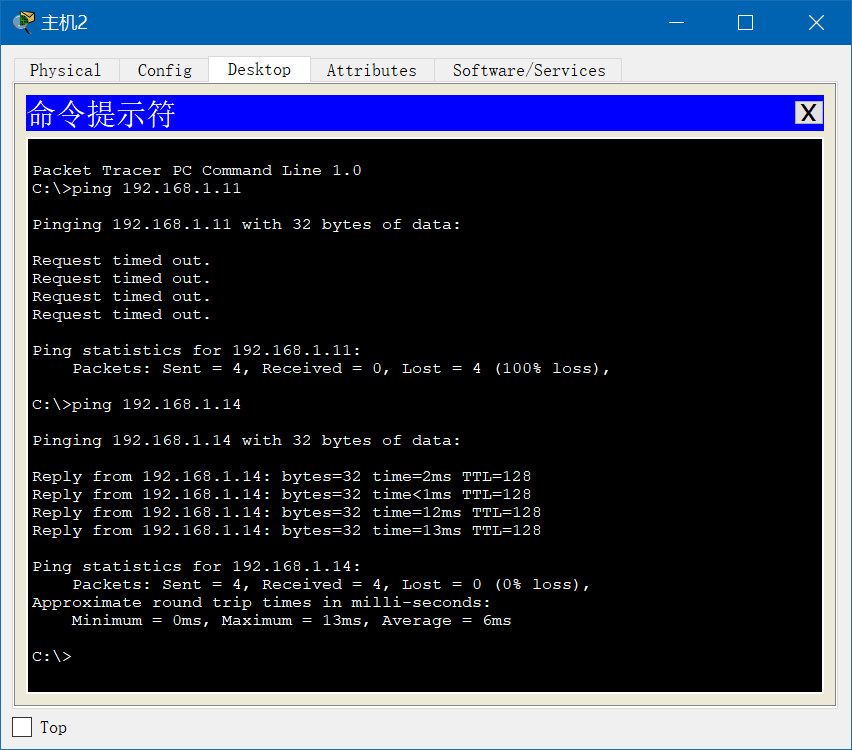 主机2
Physical Config Desktop Attributes Software/Services
命令提示符
X
Packet Tracer PC Command Line 1.0
C:\>ping 192.168.1.11
Pinging 192.168.1.11 with 32 bytes of data:
Request timed out.
Request timed out.
Request timed out.
Request timed out.
Ping statistics for 192.168.1.11:
Packets: Sent = 4, Received = 0, Lost = 4 (100% loss),
C:\>ping 192.168.1.14
Pinging 192.168.1.14 with 32 bytes of data:
Reply from 192.168.1.14: bytes=32 time=2ms TTL=128
Reply from 192.168.1.14: bytes=32 time<1ms TTL=128
Reply from 192.168.1.14: bytes=32 time=12ms TTL=128
Reply from 192.168.1.14: bytes=32 time=13ms TTL=128
Ping statistics for 192.168.1.14:
Packets: Sent = 4, Received = 4, Lost = 0 (0% loss),
Approximate round trip times in milli-seconds:
Minimum = 0ms, Maximum = 13ms, Average = 6ms
C:\>
Top